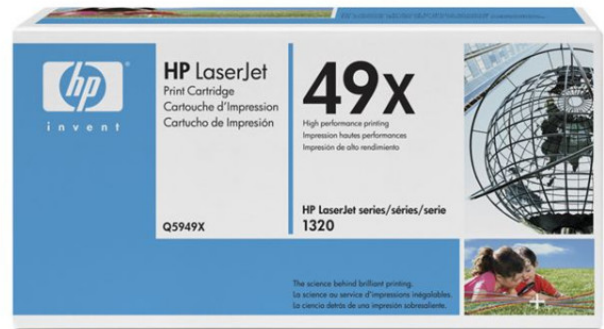 hp
invent
HP LaserJet
Print Cartridge
Cartouche d'Impression
Cartucho de Impresión
Q5949X
49X
High performance printing
Impression hautes performances
Impresión de alto rendimiento
HP LaserJet series/séries/serie
1320
The science behind brilliant printing.
La science au service d'impressions inégalables.
La ciencia detrás de una impresión sobresaliente.